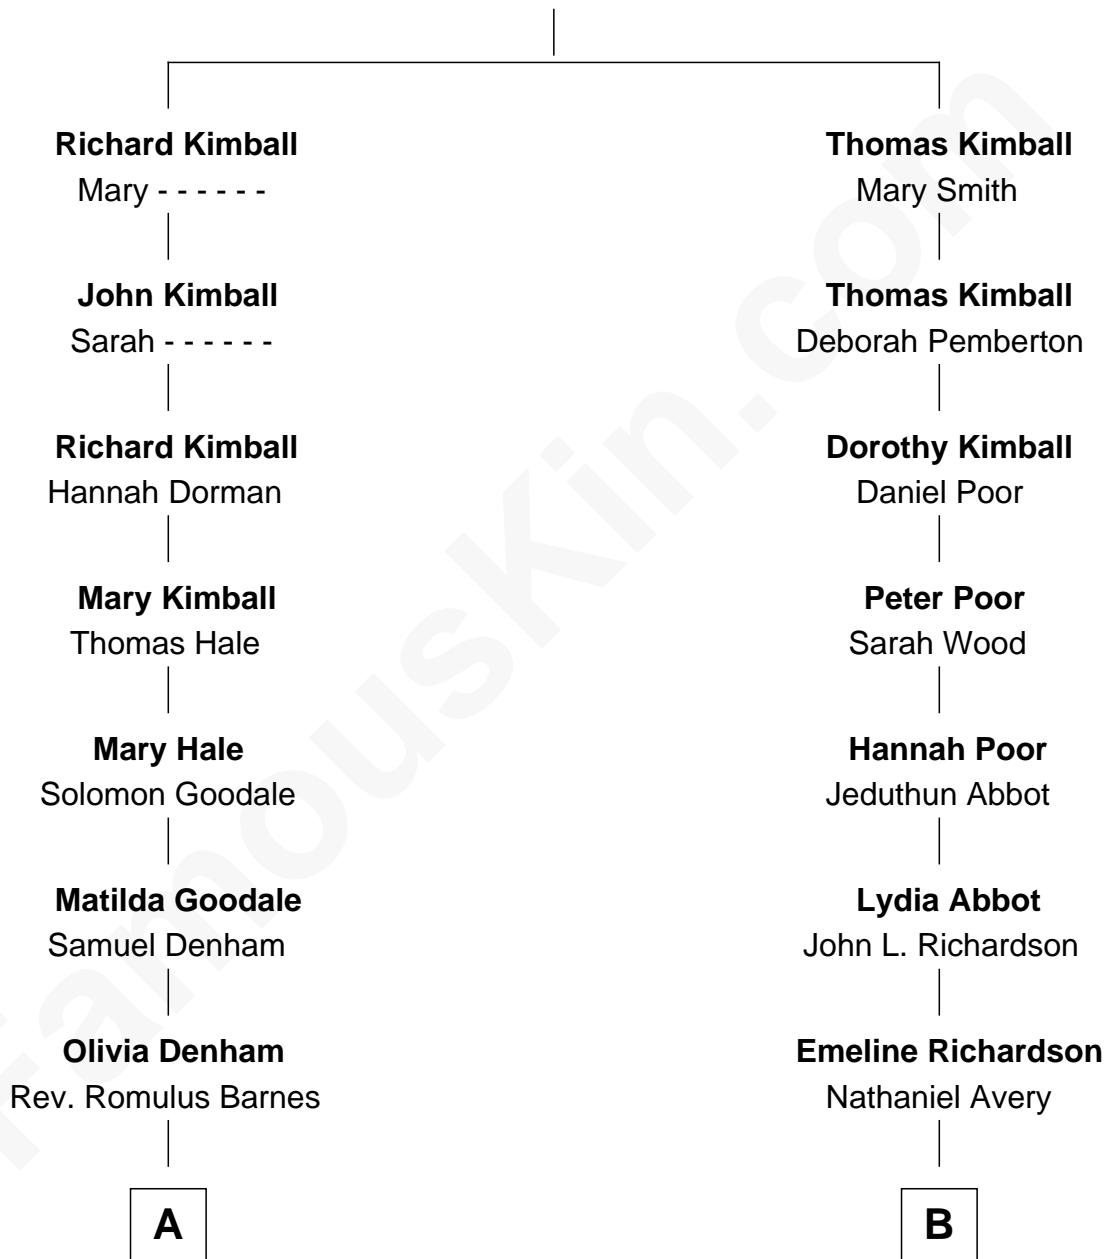 Richard Kimball
Mary - - - - - -
John Kimball
Sarah - - - - - -
Richard Kimball
Hannah Dorman
Mary Kimball
Thomas Hale
Mary Hale
Solomon Goodale
Matilda Goodale
Samuel Denham
Olivia Denham
Rev. Romulus Barnes
A
Thomas Kimball
Mary Smith
Thomas Kimball
Deborah Pemberton
Dorothy Kimball
Daniel Poor
Peter Poor
Sarah Wood
Hannah Poor
Jeduthun Abbot
Lydia Abbot
John L. Richardson
Emeline Richardson
Nathaniel Avery
B
FamousKin.com